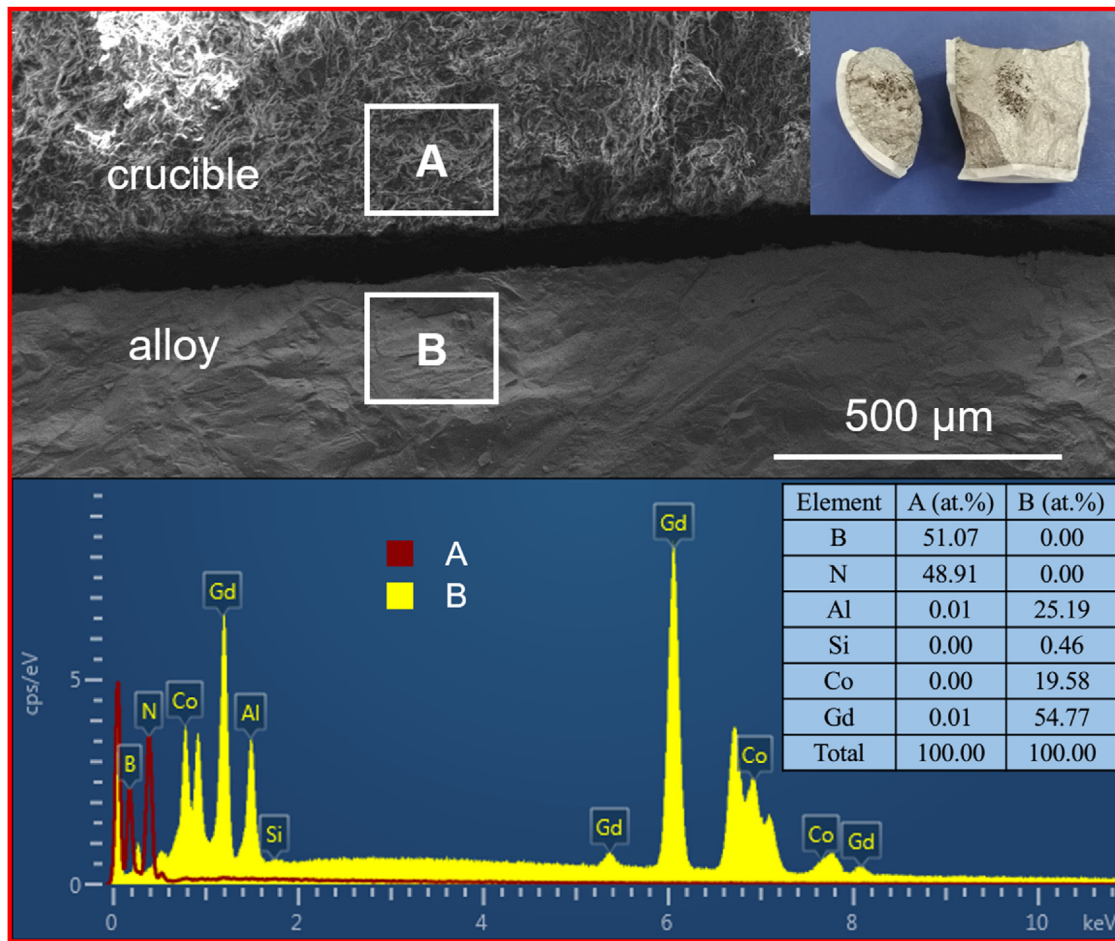 crucible
A
alloy
B
500 µm
A
B
cps/eV
5
0
B
N
Co
Gd
Al
Si
Gd
Gd
Co
Co
Gd
0 2 4 6 8 10 keV
Element A (at.%) B (at.%)
B 51.07 0.00
N 48.91 0.00
Al 0.01 25.19
Si 0.00 0.46
Co 0.00 19.58
Gd 0.01 54.77
Total 100.00 100.00